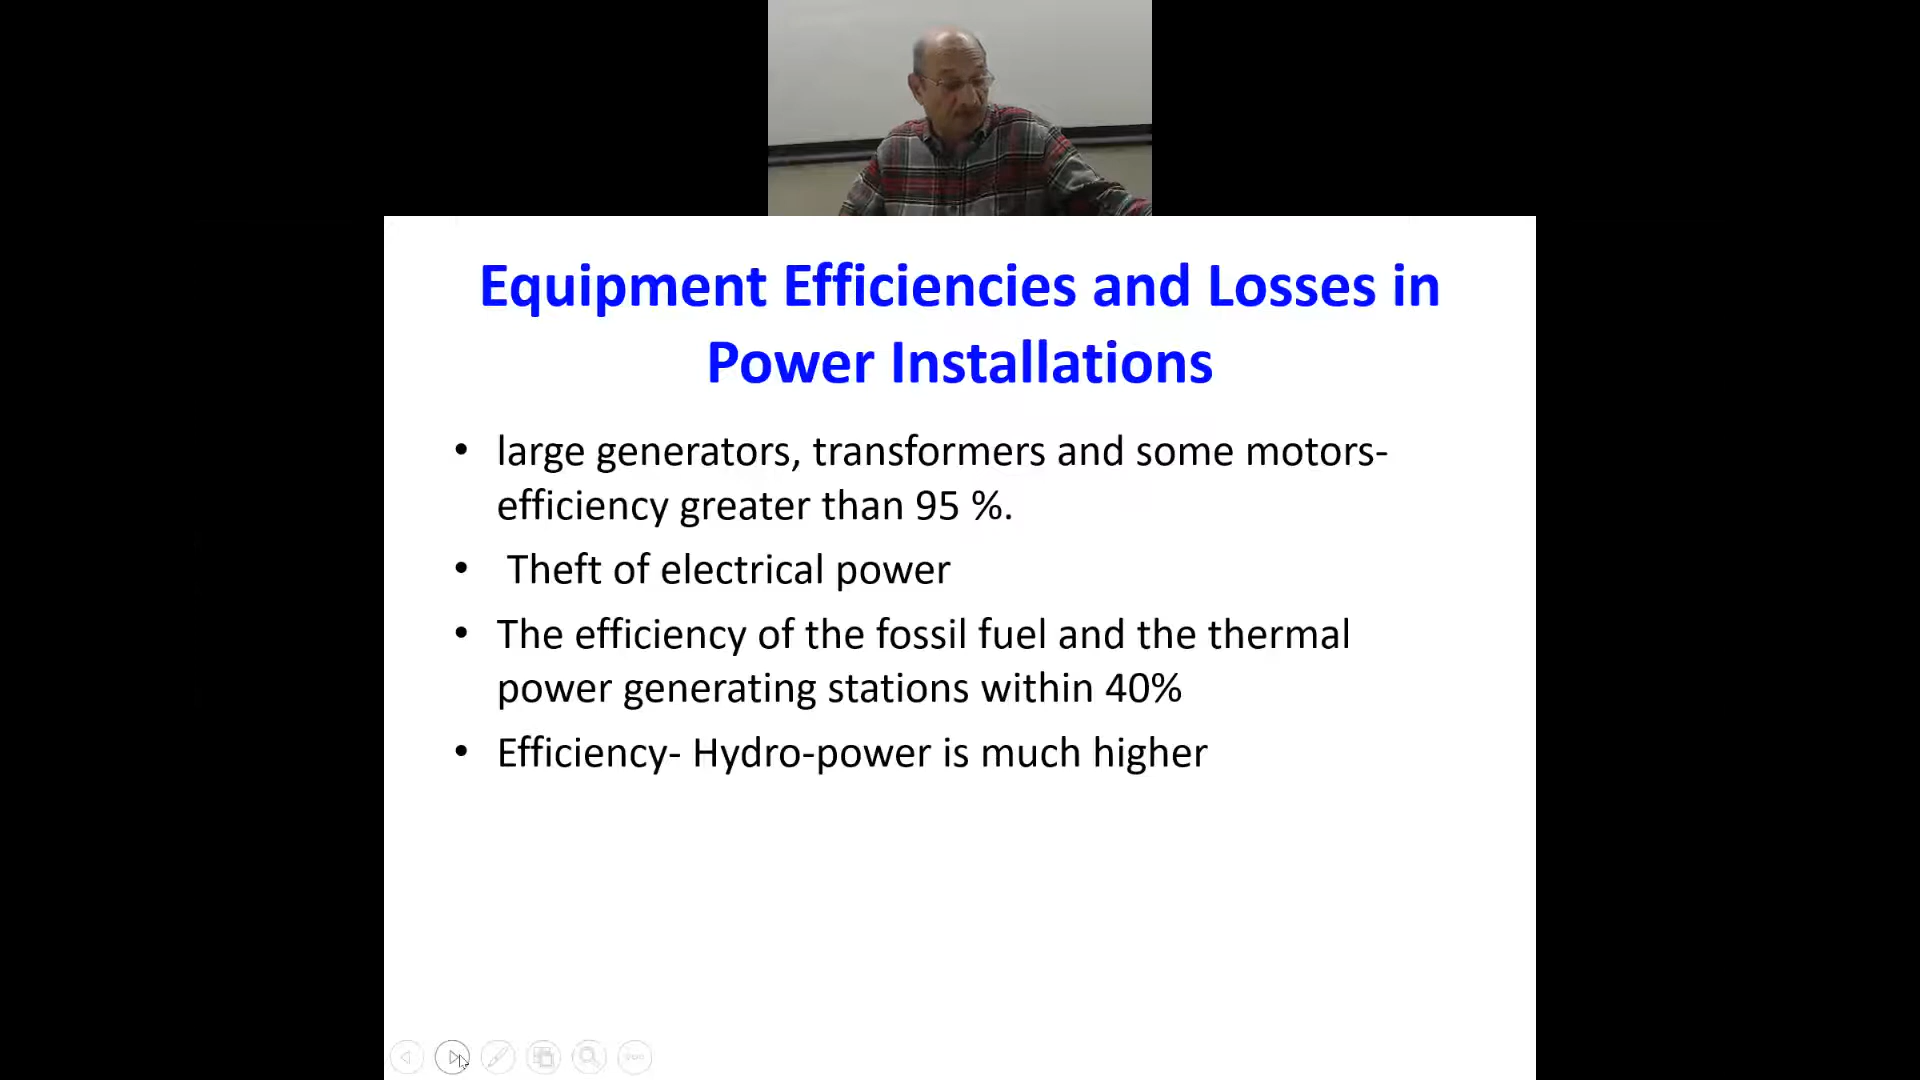 Equipment Efficiencies and Losses in
Power Installations
• large generators, transformers and some motors-
efficiency greater than 95 %.
• Theft of electrical power
• The efficiency of the fossil fuel and the thermal
power generating stations within 40%
• Efficiency- Hydro-power is much higher